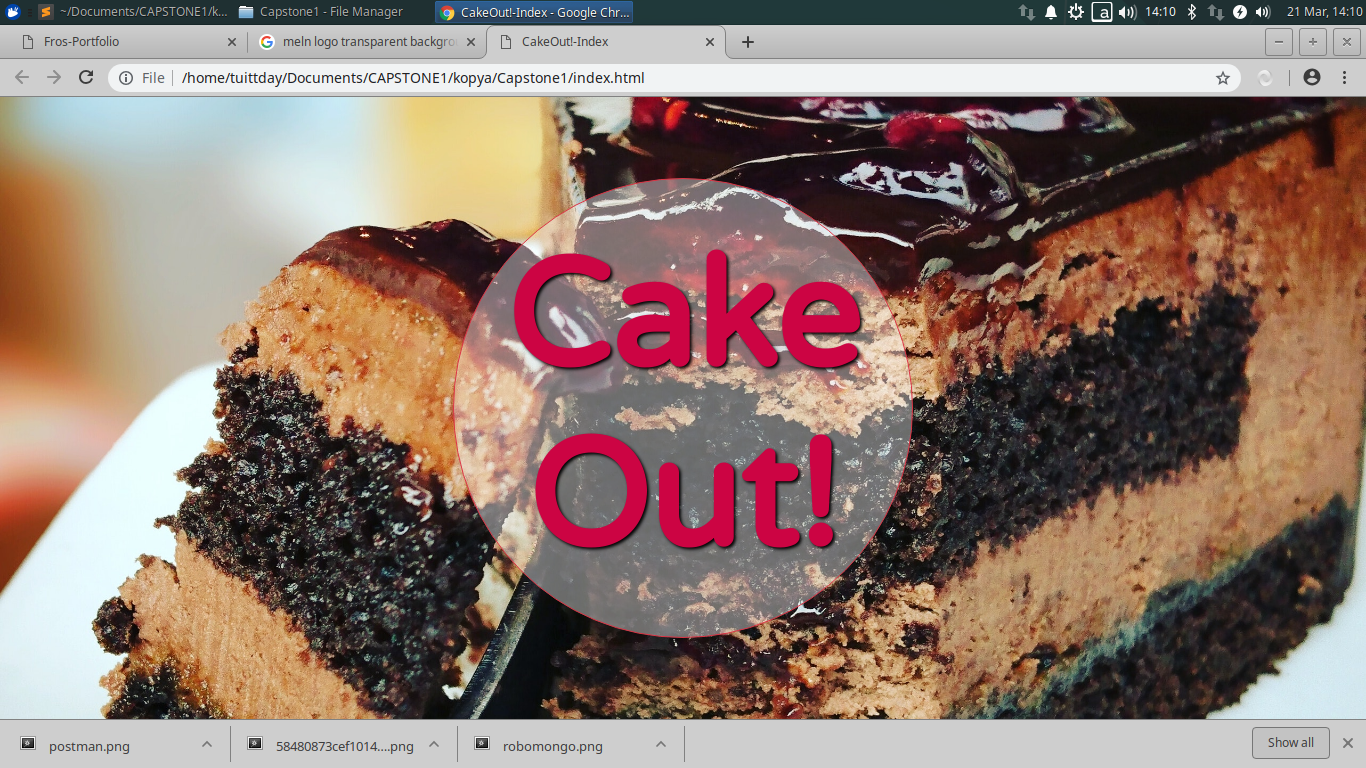 ~/Documents/CAPSTONE1/k...
Capstone1 - File Manager
CakeOut!-Index - Google Chr...
a
14:10
21 Mar, 14:10
Fros-Portfolio
meln logo transparent backgro
CakeOut!-Index
File
/home/tuittday/Documents/CAPSTONE1/kopya/Capstone1/index.html
Cake
Out!
postman.png
58480873cef1014....png
robomongo.png
Show all